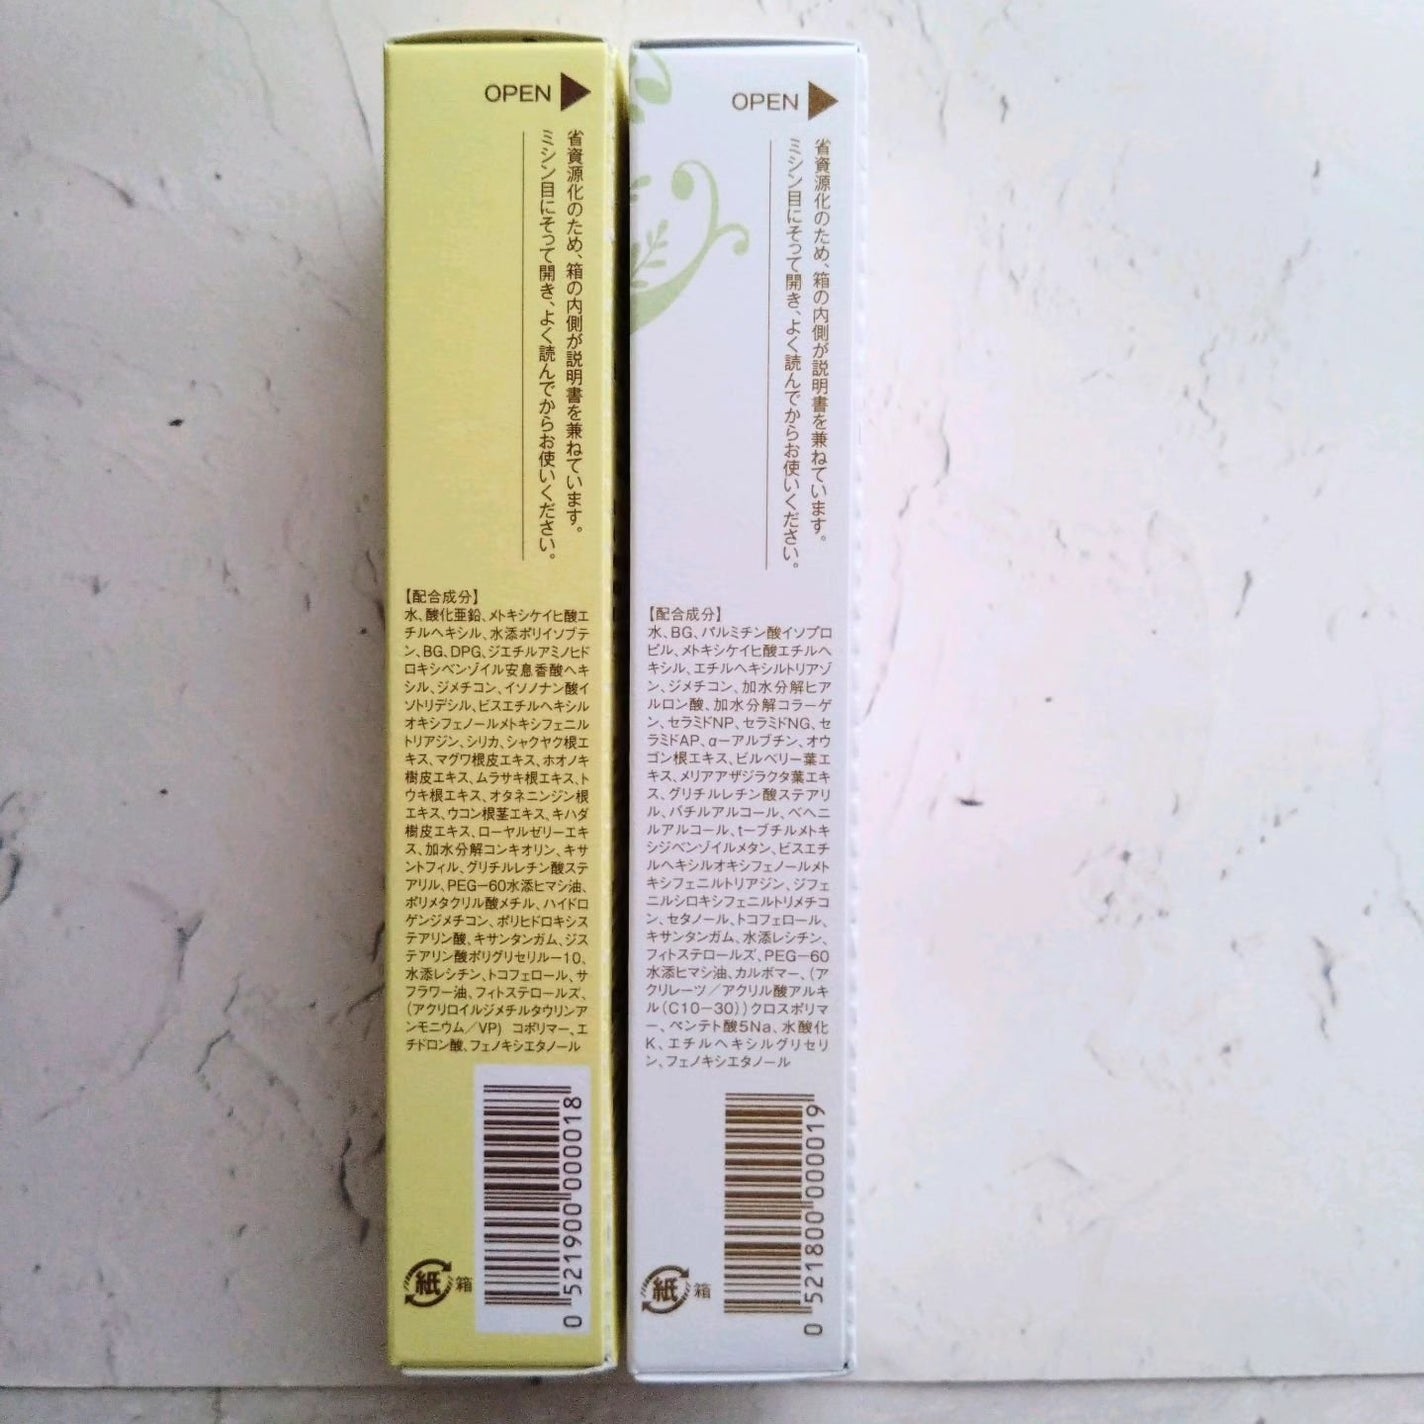 OPEN
省資源化のため、箱の内側が説明書を兼ねています。
ミシン目にそって開き、よく読んでからお使いください。
【配合成分】
水、酸化亜鉛、メトキシケイヒ酸エ
チルヘキシル、水添ポリイソブテ
ン、BG、DPG、ジエチルアミノヒド
ロキシベンゾイル安息香酸ヘキ
シル、ジメチコン、イソノナン酸イ
ソトリデシル、ビスエチルヘキシル
オキシフェノールメトキシフェニル
トリアジン、シリカ、シャクヤク根エ
キス、マグワ根皮エキス、ホオノキ
樹皮エキス、ムラサキ根エキス、ト
ウキ根エキス、オタネニンジン根
エキス、ウコン根茎エキス、キハダ
樹皮エキス、ローヤルゼリーエキ
ス、加水分解コンキオリン、キサ
ントフィル、グリチルレチン酸ステ
アリル、PEG－60水添ヒマシ油、
ポリメタクリル酸メチル、ハイドロ
ゲンジメチコン、ポリヒドロキシス
テアリン酸、キサンタンガム、ジス
テアリン酸ポリグリセリル－10、
水添レシチン、トコフェロール、サ
フラワー油、フィトステロールズ、
(アクリロイルジメチルタウリンア
ンモニウム／VP) コポリマー、エ
チドロン酸、フェノキシエタノール
紙
箱
0 521900 000018
OPEN
省資源化のため、箱の内側が説明書を兼ねています。
ミシン目にそって開き、よく読んでからお使いください。
【配合成分】
水、BG、パルミチン酸イソプロ
ピル、メトキシケイヒ酸エチルヘ
キシル、エチルヘキシルトリアゾ
ン、ジメチコン、加水分解ヒア
ルロン酸、加水分解コラーゲ
ン、セラミドNP、セラミドNG、セ
ラミドAP、α－アルブチン、オウ
ゴン根エキス、ビルベリー葉エ
キス、メリアアザジラクタ葉エキ
ス、グリチルレチン酸ステアリ
ル、バチルアルコール、ベヘニ
ルアルコール、t－ブチルメトキ
シジベンゾイルメタン、ビスエチ
ルヘキシルオキシフェノールメト
キシフェニルトリアジン、ジフェ
ニルシロキシフェニルトリメチコ
ン、セタノール、トコフェロール、
キサンタンガム、水添レシチン、
フィトステロールズ、PEG－60
水添ヒマシ油、カルボマー、(ア
クリレーツ／アクリル酸アルキ
ル(C10－30))クロスポリマ
ー、ペンテト酸5Na、水酸化
K、エチルヘキシルグリセリ
ン、フェノキシエタノール
紙
箱
0 521800 000019